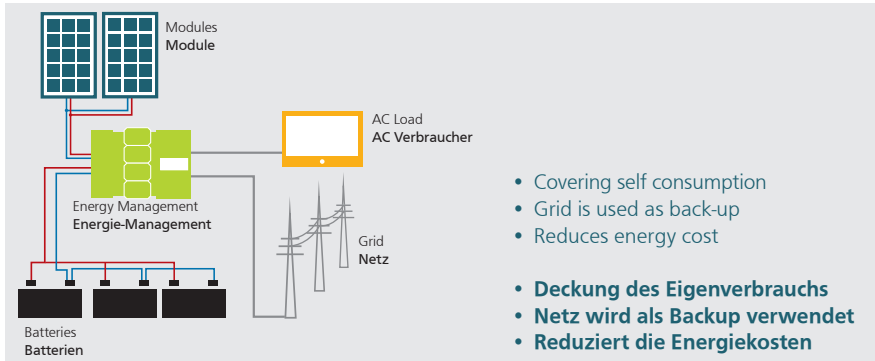 Modules
Module
AC Load
AC Verbraucher
Energy Management
Energie-Management
Grid
Netz
Batteries
Batterien
• Covering self consumption
• Grid is used as back-up
• Reduces energy cost
• Deckung des Eigenverbrauchs
• Netz wird als Backup verwendet
• Reduziert die Energiekosten